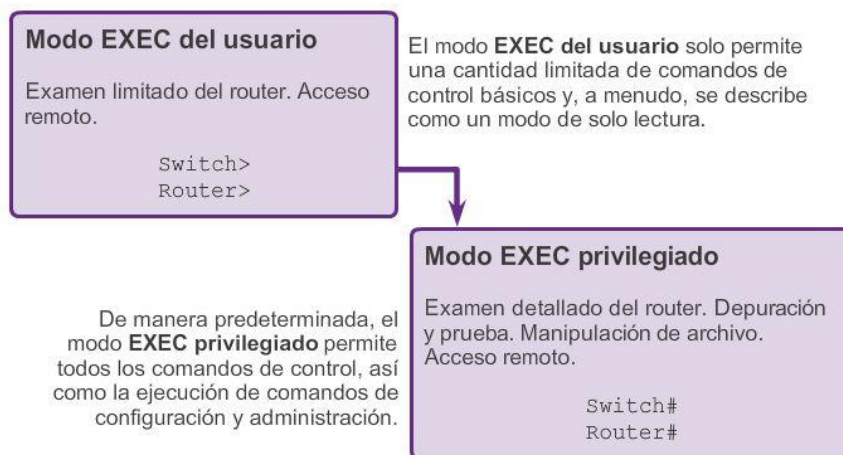 Modo EXEC del usuario
Examen limitado del router. Acceso
remoto.
Switch>
Router>
El modo EXEC del usuario solo permite
una cantidad limitada de comandos de
control básicos y, a menudo, se describe
como un modo de solo lectura.
Modo EXEC privilegiado
Examen detallado del router. Depuración
y prueba. Manipulación de archivo.
Acceso remoto.
Switch#
Router#
De manera predeterminada, el
modo EXEC privilegiado permite
todos los comandos de control, así
como la ejecución de comandos de
configuración y administración.